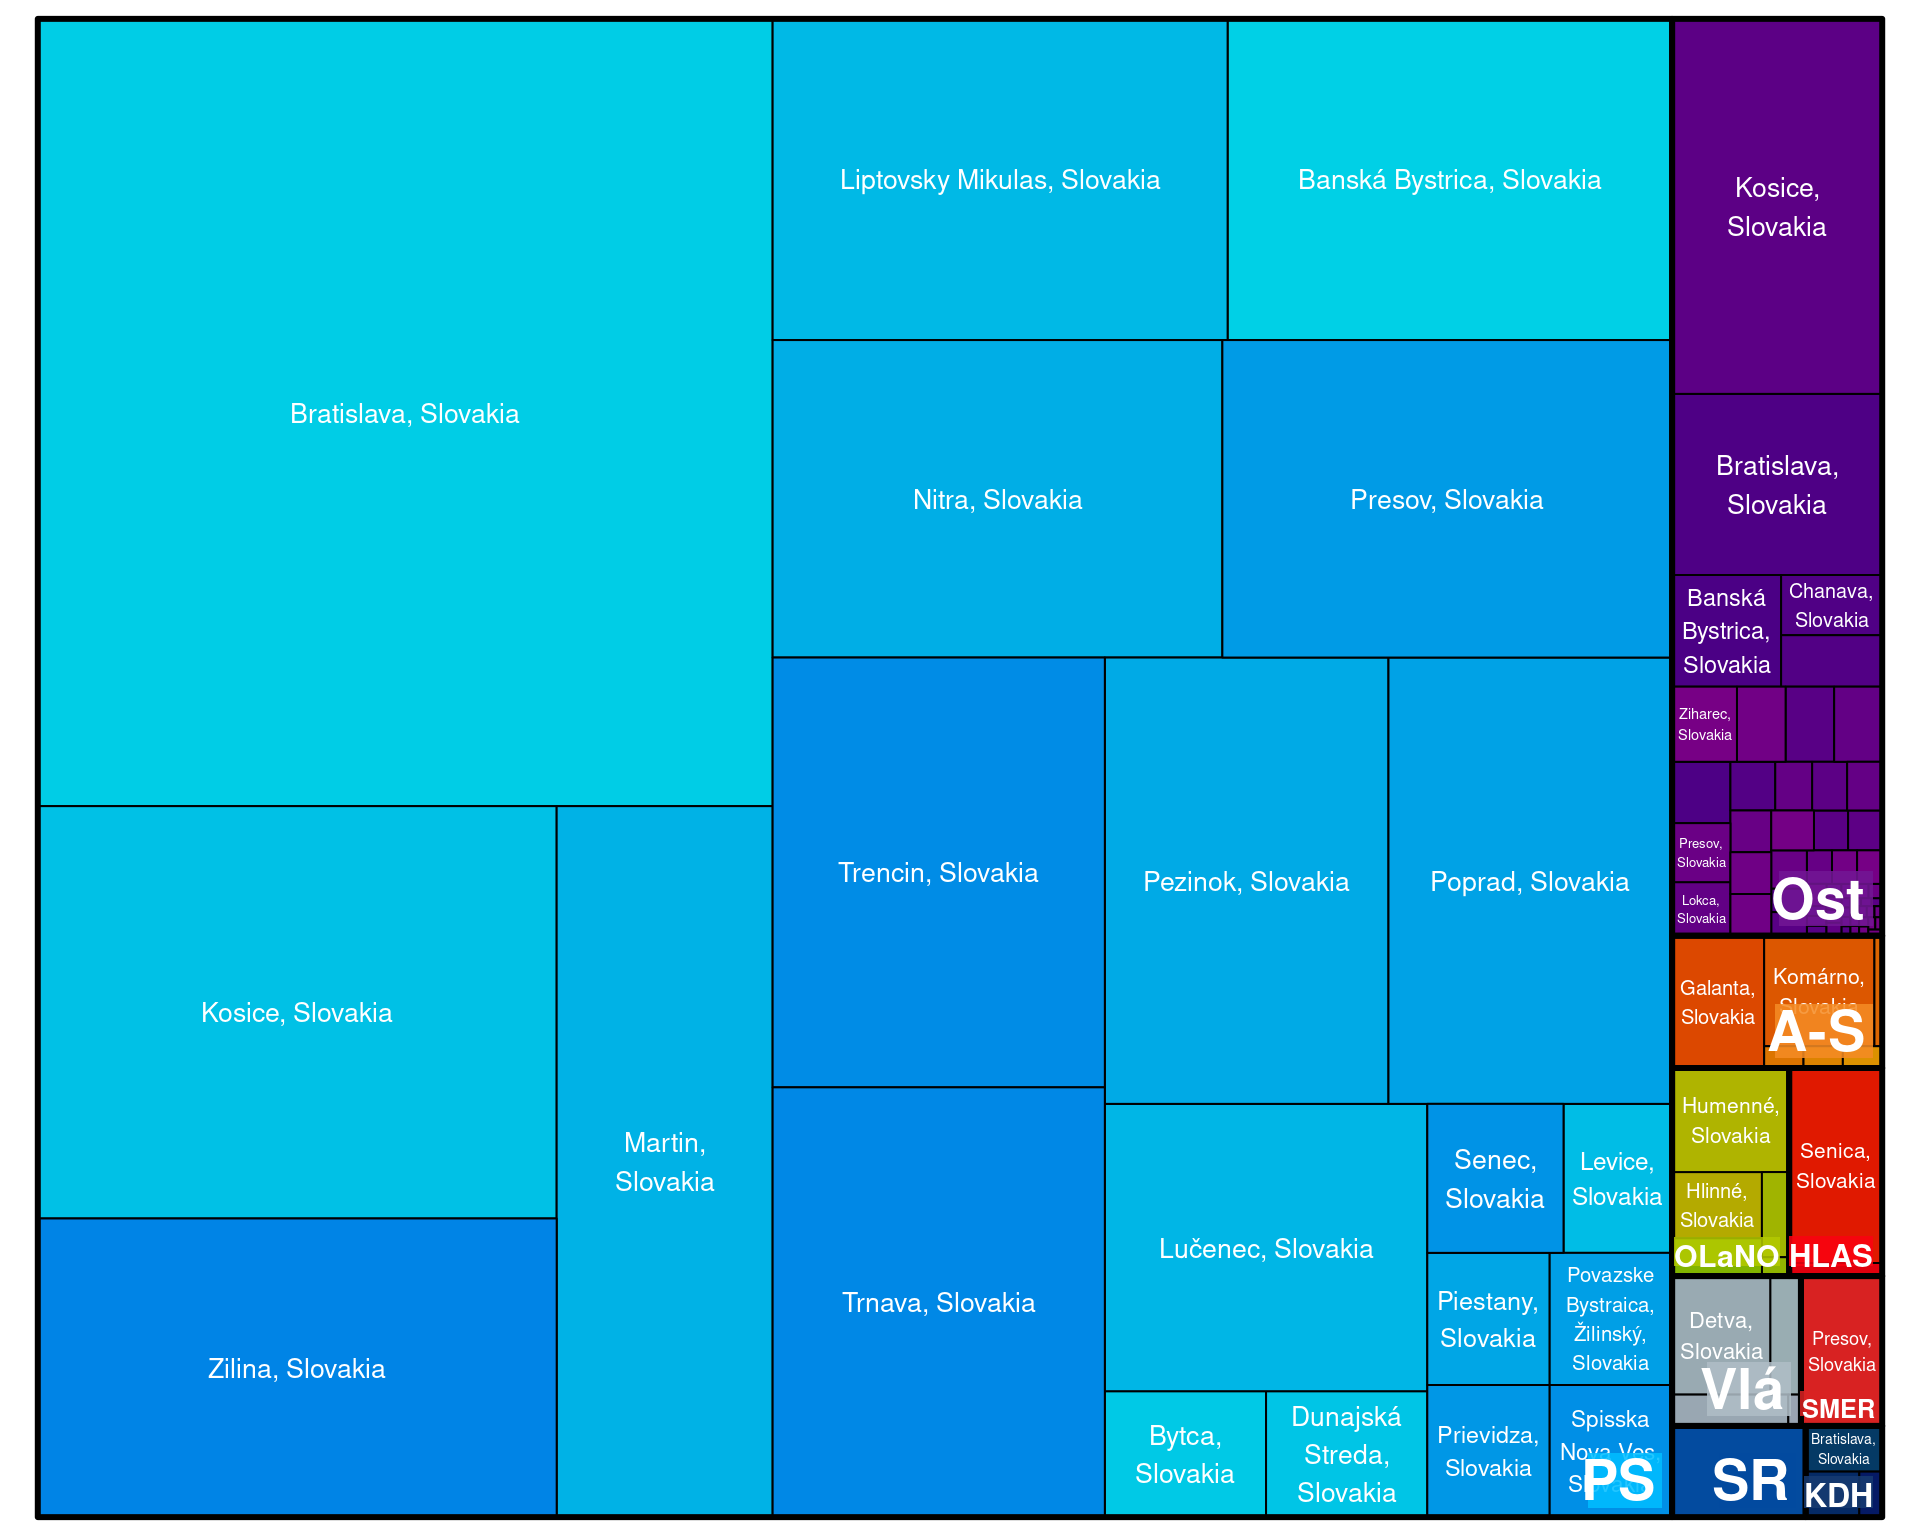 Bratislava, Slovakia
Kosice, Slovakia
Zilina, Slovakia
Martin,
Slovakia
Liptovsky Mikulas, Slovakia
Banská Bystrica, Slovakia
Nitra, Slovakia
Presov, Slovakia
Trencin, Slovakia
Trnava, Slovakia
Pezinok, Slovakia
Poprad, Slovakia
Lučenec, Slovakia
Bytca,
Slovakia
Dunajská
Streda,
Slovakia
Senec,
Slovakia
Levice,
Slovakia
Piestany,
Slovakia
Povazske
Bystraica,
Žilinský,
Slovakia
Prievidza,
Slovakia
Spisska
Nova Ves,
Slovakia
PS
Kosice,
Slovakia
Bratislava,
Slovakia
Banská
Bystrica,
Slovakia
Chanava,
Slovakia
Ziharec,
Slovakia
Presov,
Slovakia
Lokca,
Slovakia
Ost
Galanta,
Slovakia
Komárno,
Slovakia
A-S
Humenné,
Slovakia
Hlinné,
Slovakia
OLaNO
Senica,
Slovakia
HLAS
Detva,
Slovakia
Vlá
Presov,
Slovakia
SMER
SR
Bratislava,
Slovakia
KDH